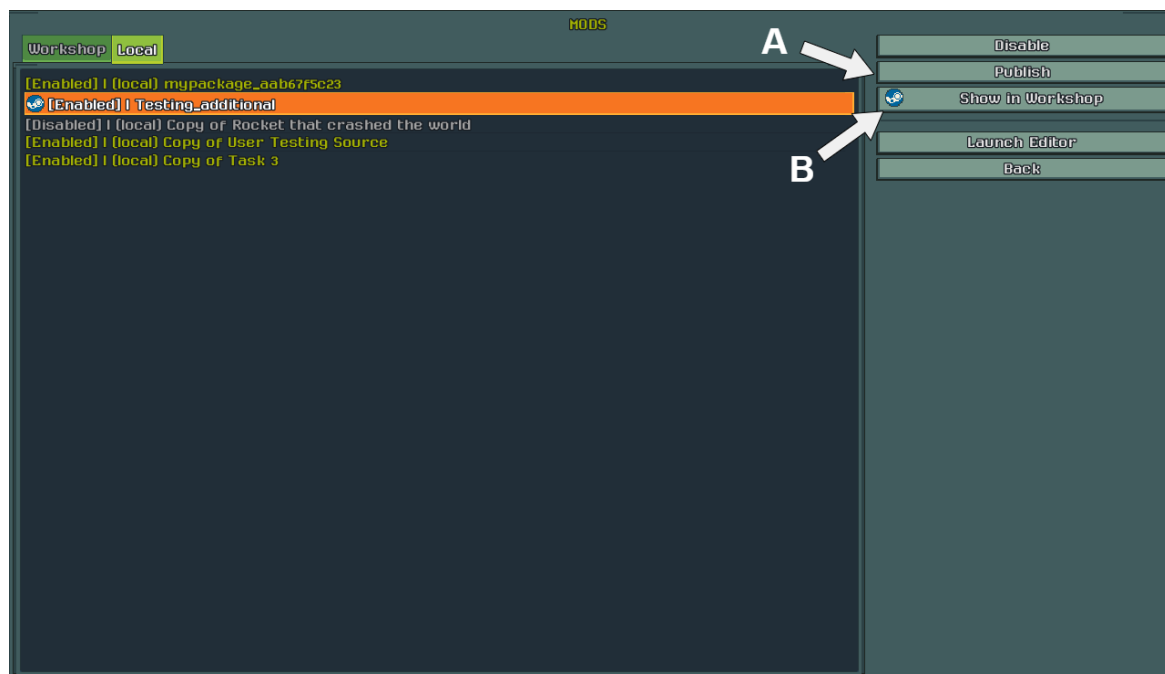 MODS
Workshop Local
[Enabled] | (local) mypackage_aab67f5c23
[Enabled] | Testing_additional
[Disabled] | (local) Copy of Rocket that crashed the world
[Enabled] | (local) Copy of User Testing Source
[Enabled] | (local) Copy of Task 3
A
B
Disable
Publish
Show in Workshop
Launch Editor
Back